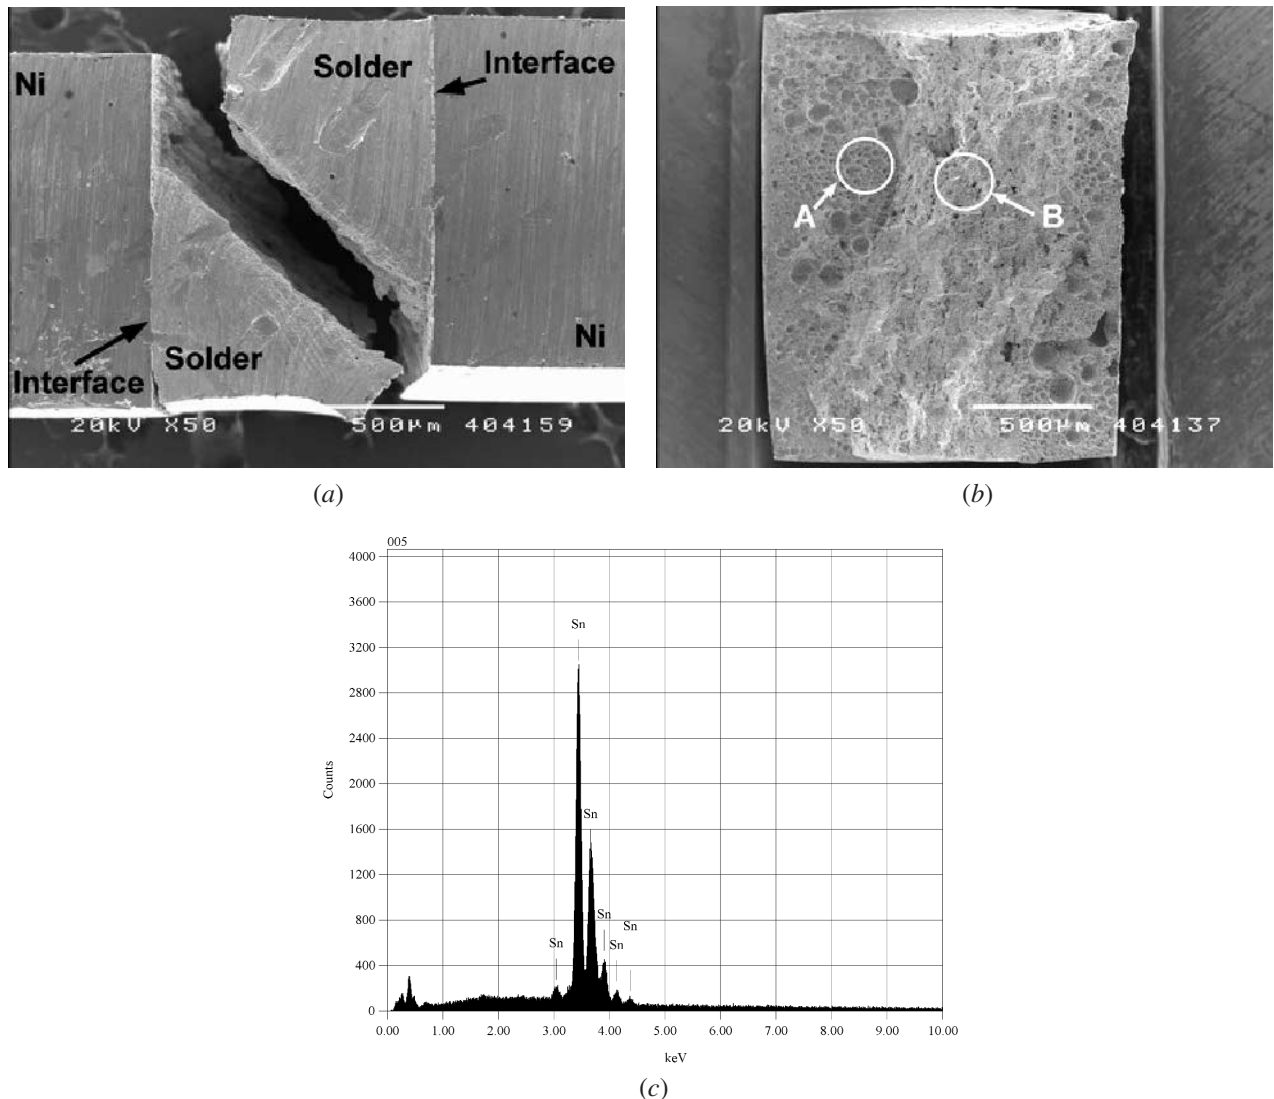 Ni
Solder
Interface
Solder
Interface
Ni
20kV X50 500μm 404159
A
B
20kV X50 500μm 404137
(a)
(b)
005
4000
3600
3200
2800
2400
2000
1600
1200
800
400
0
Counts
Sn
Sn
Sn
Sn
Sn
Sn
0.00 1.00 2.00 3.00 4.00 5.00 6.00 7.00 8.00 9.00 10.00
keV
(c)